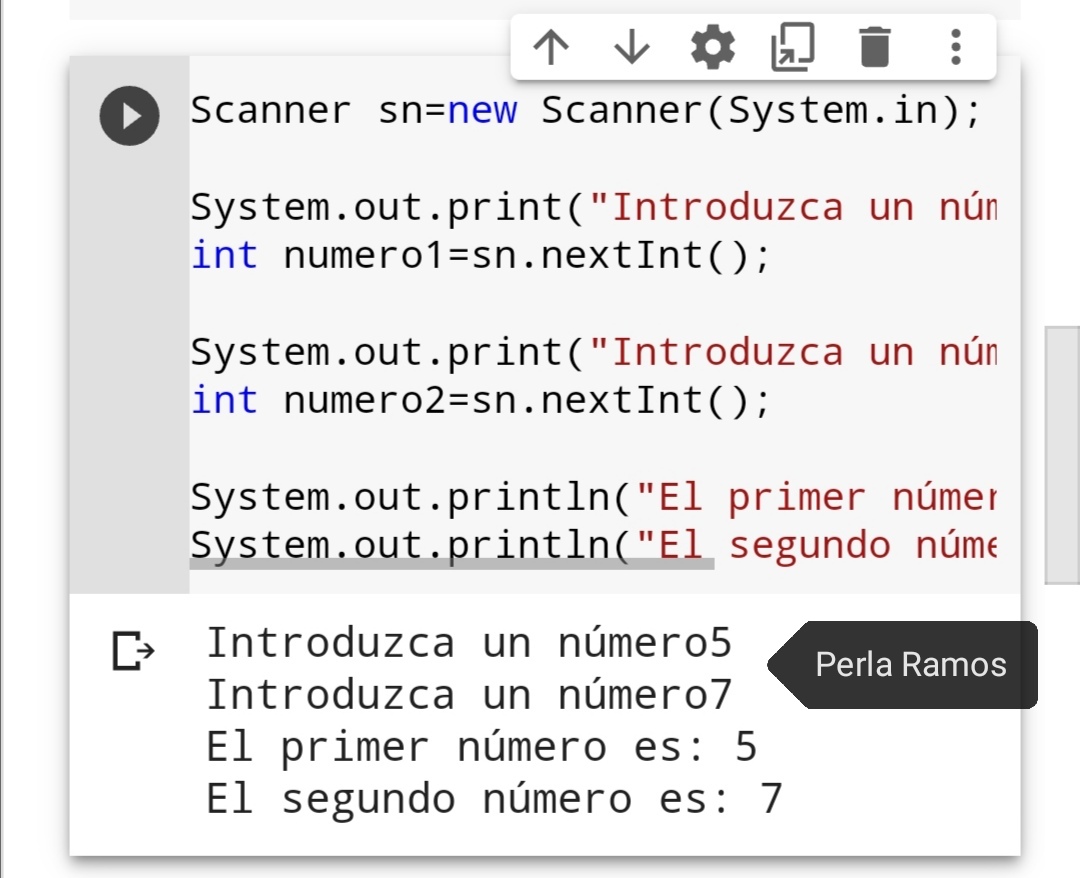 Scanner sn=new Scanner(System.in);
System.out.print("Introduzca un núm
int numero1=sn.nextInt();
System.out.print("Introduzca un núm
int numero2=sn.nextInt();
System.out.println("El primer númer
System.out.println("El segundo núme
Introduzca un número5
Perla Ramos
Introduzca un número7
El primer número es: 5
El segundo número es: 7